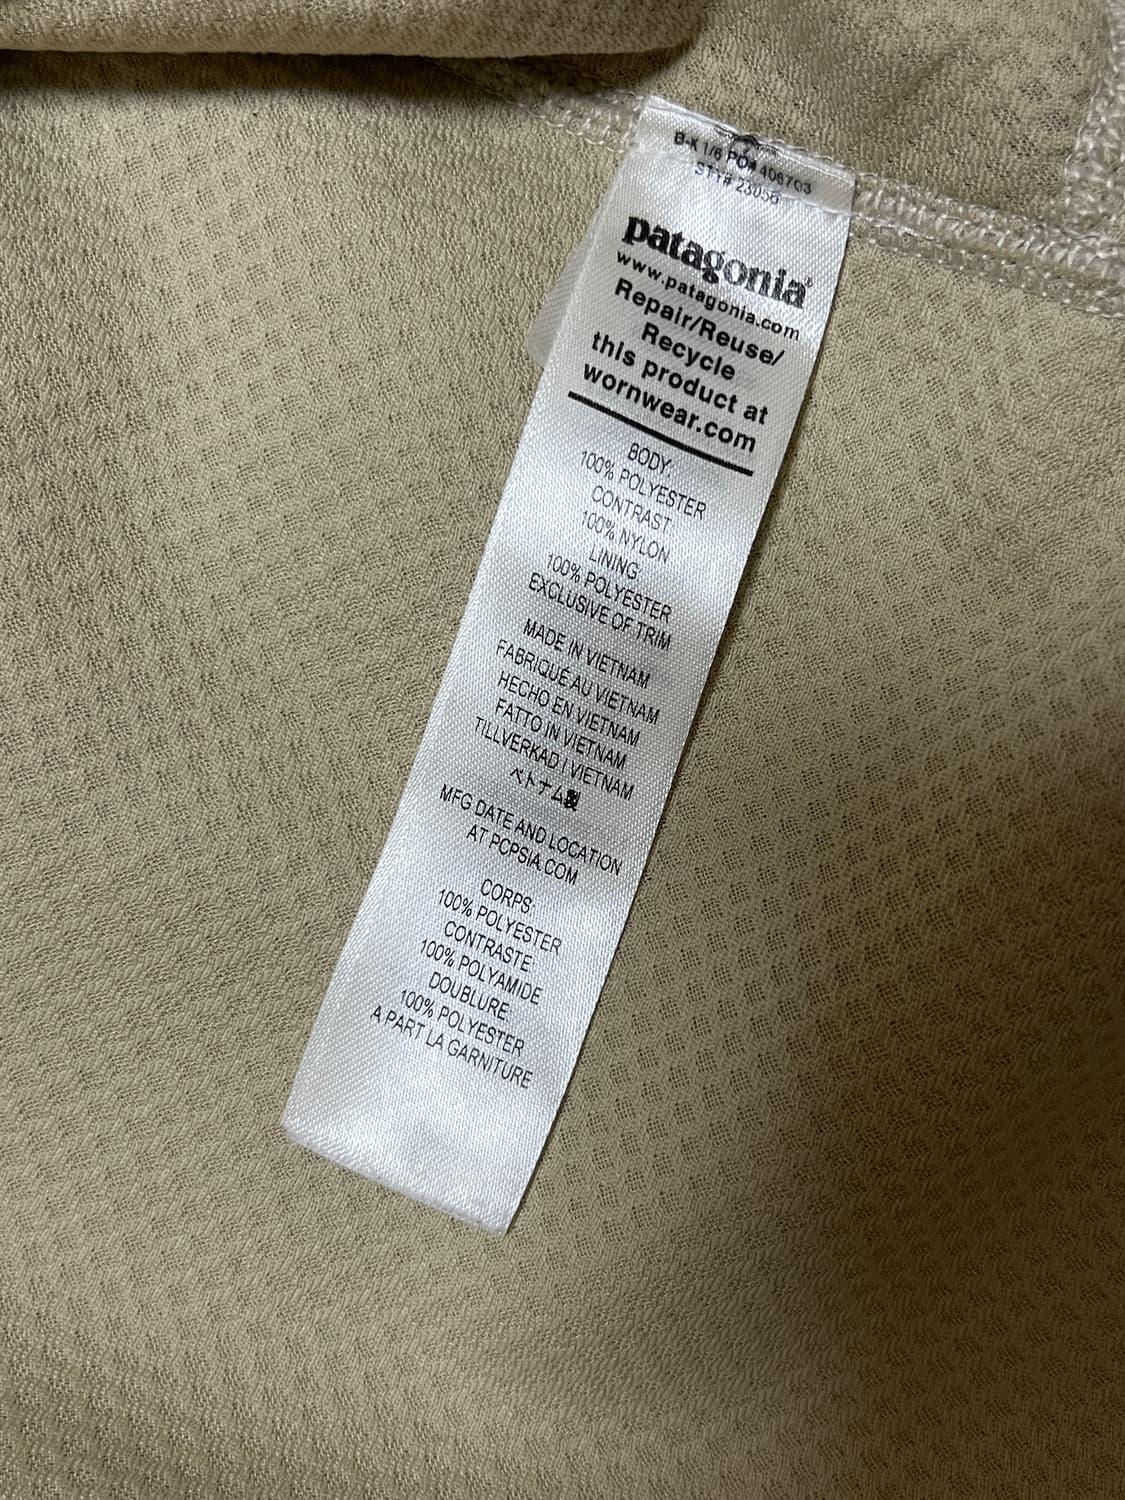 B-K 1/6 PO# 406703
STY# 23056
patagonia®
www.patagonia.com
Repair/Reuse/
Recycle
this product at
wornwear.com
BODY:
100% POLYESTER
CONTRAST
100% NYLON
LINING:
100% POLYESTER
EXCLUSIVE OF TRIM
MADE IN VIETNAM
FABRIQUÉ AU VIETNAM
HECHO EN VIETNAM
FATTO IN VIETNAM
TILLVERKAD I VIETNAM
ベトナム製
MFG DATE AND LOCATION
AT PCPSIA.COM
CORPS:
100% POLYESTER
CONTRASTE:
100% POLYAMIDE
DOUBLURE:
100% POLYESTER
À PART LA GARNITURE